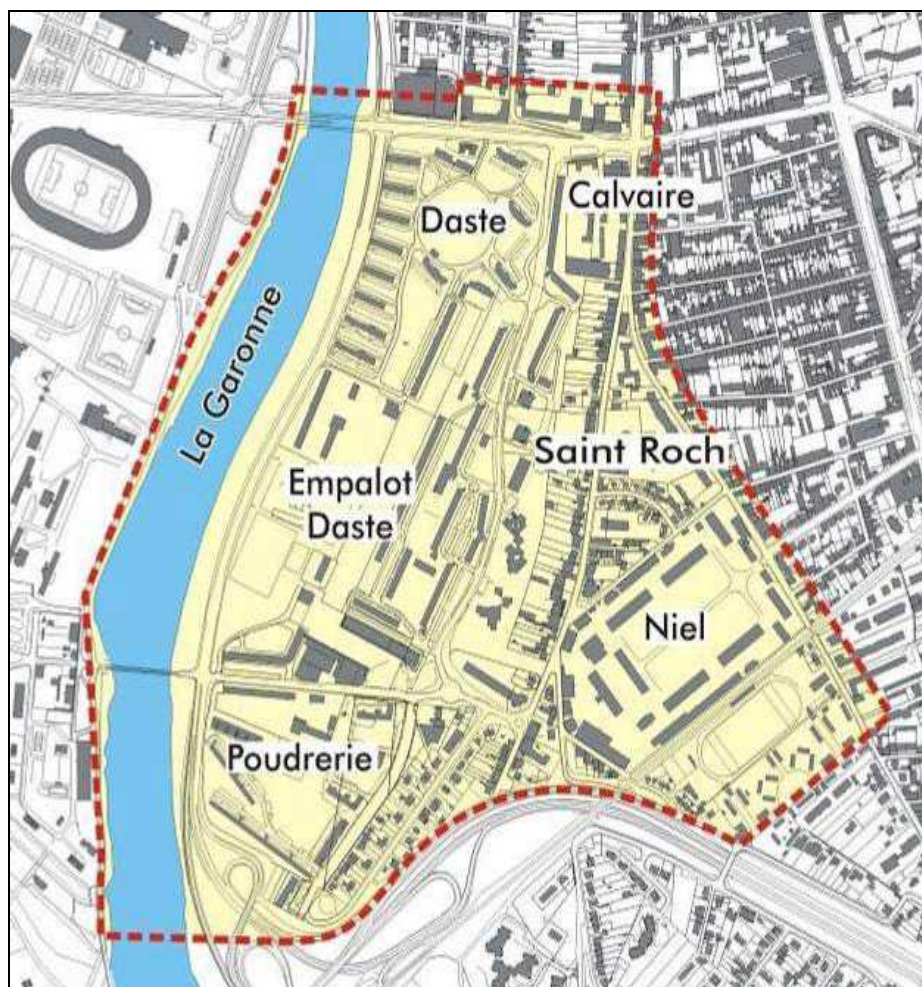 Calvaire
Daste
La Garonne
Saint Roch
Empalot
Daste
Niel
Poudrerie